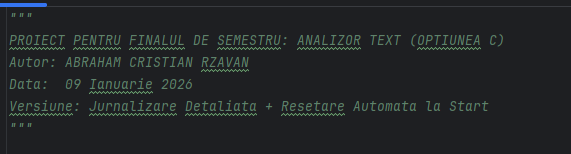 """
PROIECT PENTRU FINALUL DE SEMESTRU: ANALIZOR TEXT (OPTIUNEA C)
Autor: ABRAHAM CRISTIAN RZAVAN
Data:  09 Ianuarie 2026
Versiune: Jurnalizare Detaliata + Resetare Automata la Start
"""